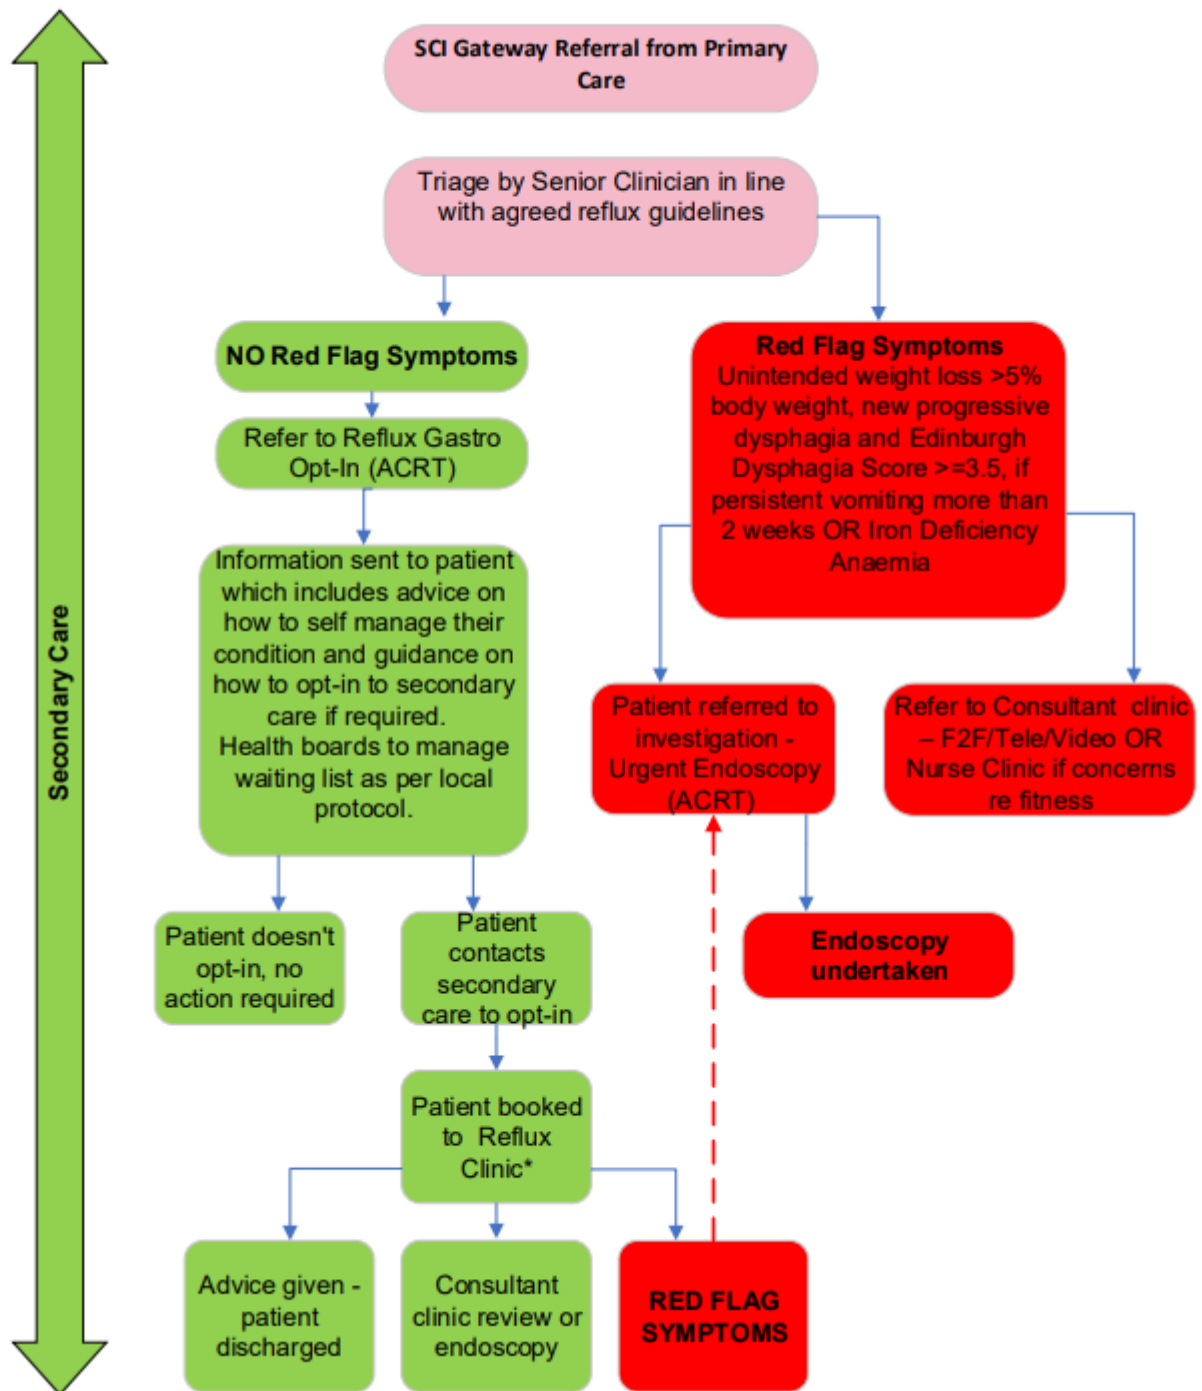 SCI Gateway Referral from Primary
Care
Triage by Senior Clinician in line
with agreed reflux guidelines
NO Red Flag Symptoms
Refer to Reflux Gastro
Opt-In (ACRT)
Information sent to patient
which includes advice on
how to self manage their
condition and guidance on
how to opt-in to secondary
care if required.
Health boards to manage
waiting list as per local
protocol.
Red Flag Symptoms
Unintended weight loss >5%
body weight, new progressive
dysphagia and Edinburgh
Dysphagia Score >=3.5, if
persistent vomiting more than
2 weeks OR Iron Deficiency
Anaemia
Patient referred to
investigation -
Urgent Endoscopy
(ACRT)
Refer to Consultant clinic
– F2F/Tele/Video OR
Nurse Clinic if concerns
re fitness
Secondary Care
Patient doesn't
opt-in, no
action required
Patient
contacts
secondary
care to opt-in
Endoscopy
undertaken
Patient booked
to Reflux
Clinic*
Advice given -
patient
discharged
Consultant
clinic review or
endoscopy
RED FLAG
SYMPTOMS